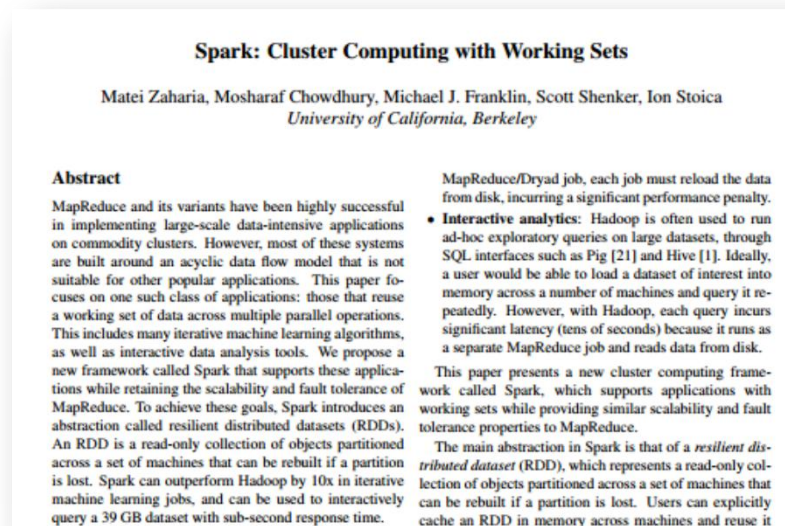 Spark: Cluster Computing with Working Sets
Matei Zaharia, Mosharaf Chowdhury, Michael J. Franklin, Scott Shenker, Ion Stoica
University of California, Berkeley
Abstract
MapReduce and its variants have been highly successful
in implementing large-scale data-intensive applications
on commodity clusters. However, most of these systems
are built around an acyclic data flow model that is not
suitable for other popular applications. This paper fo-
cuses on one such class of applications: those that reuse
a working set of data across multiple parallel operations.
This includes many iterative machine learning algorithms,
as well as interactive data analysis tools. We propose a
new framework called Spark that supports these applica-
tions while retaining the scalability and fault tolerance of
MapReduce. To achieve these goals, Spark introduces an
abstraction called resilient distributed datasets (RDDs).
An RDD is a read-only collection of objects partitioned
across a set of machines that can be rebuilt if a partition
is lost. Spark can outperform Hadoop by 10x in iterative
machine learning jobs, and can be used to interactively
query a 39 GB dataset with sub-second response time.
MapReduce/Dryad job, each job must reload the data
from disk, incurring a significant performance penalty.
• Interactive analytics: Hadoop is often used to run
ad-hoc exploratory queries on large datasets, through
SQL interfaces such as Pig [21] and Hive [1]. Ideally,
a user would be able to load a dataset of interest into
memory across a number of machines and query it re-
peatedly. However, with Hadoop, each query incurs
significant latency (tens of seconds) because it runs as
a separate MapReduce job and reads data from disk.
This paper presents a new cluster computing frame-
work called Spark, which supports applications with
working sets while providing similar scalability and fault
tolerance properties to MapReduce.
The main abstraction in Spark is that of a resilient dis-
tributed dataset (RDD), which represents a read-only col-
lection of objects partitioned across a set of machines that
can be rebuilt if a partition is lost. Users can explicitly
cache an RDD in memory across machines and reuse it